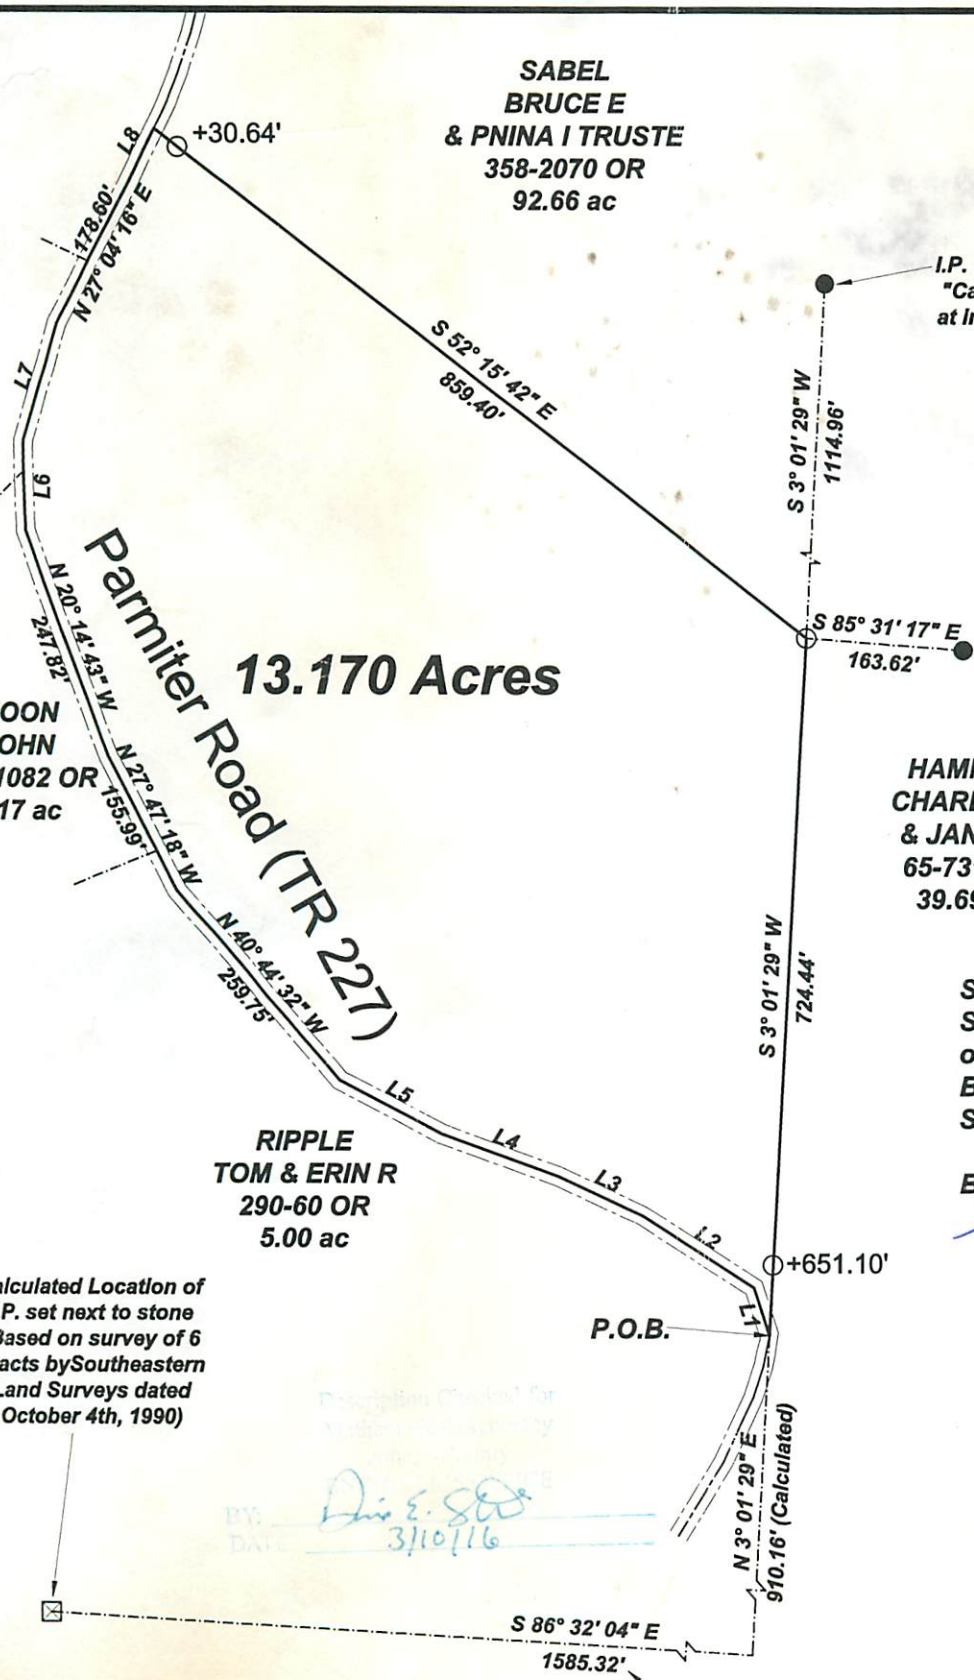 SABEL
BRUCE E
& PNINA I TRUSTE
358-2070 OR
92.66 ac
+30.64'
L8
178.60'
N 27° 04' 16" E
I.P.
"Ca
at In
S 52° 15' 42" E
859.40'
S 3° 01' 29" W
1114.96'
L7
L6
Parmiter Road (TR 227)
N 20° 14' 43" W
247.82'
S 85° 31' 17" E
163.62'
13.170 Acres
OON
OHN
1082 OR
17 ac
N 27° 47' 18" W
155.99'
HAMI
CHARL
& JAN
65-73
39.69
N 40° 44' 32" W
259.75'
S 3° 01' 29" W
724.44'
S
S
o
B
S
E
L5
L4
L3
L2
L1
RIPPLE
TOM & ERIN R
290-60 OR
5.00 ac
+651.10'
P.O.B.
alculated Location of
P. set next to stone
Based on survey of 6
acts bySoutheastern
Land Surveys dated
October 4th, 1990)
Description Checked for
BY:
DATE
3/10/16
N 3° 01' 29" E
910.16' (Calculated)
S 86° 32' 04" E
1585.32'